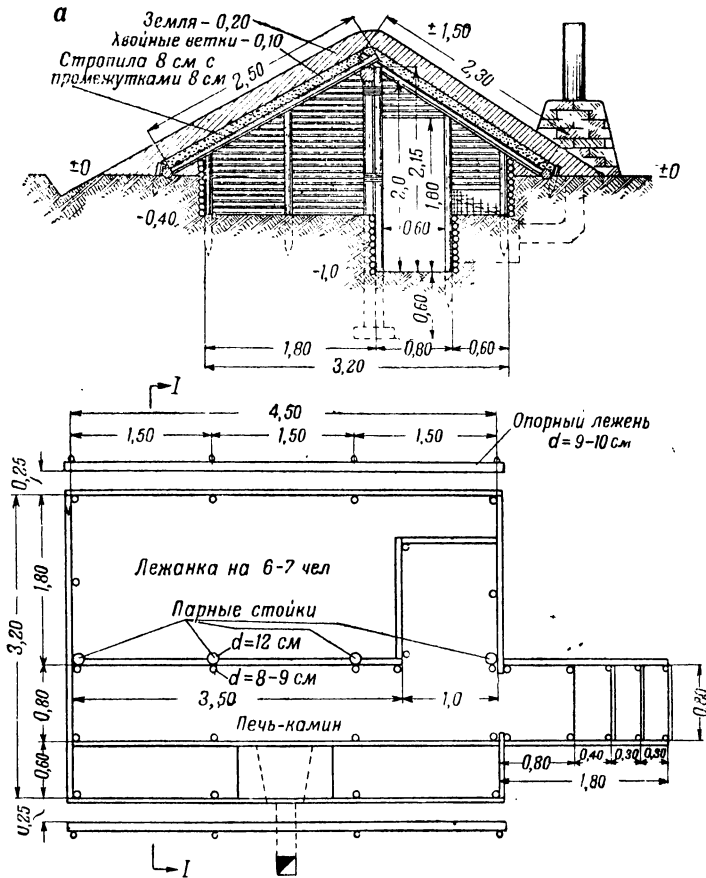 а
Земля – 0,20
Хвойные ветки – 0,10
Стропила 8 см с
промежутками 8 см
2,50
± 1,50
2,30
±0
±0
-0,40
-1,0
2,0
2,15
1,80
0,60
0,60
1,80
0,80
0,60
3,20
I
4,50
1,50
1,50
1,50
Опорный лежень
d = 9–10 см
0,25
1,80
3,20
Лежанка на 6–7 чел
Парные стойки
d = 12 см
d = 8–9 см
3,50
1,0
0,80
0,80
Печь-камин
0,60
0,80
0,40
0,30
0,30
1,80
0,25
I